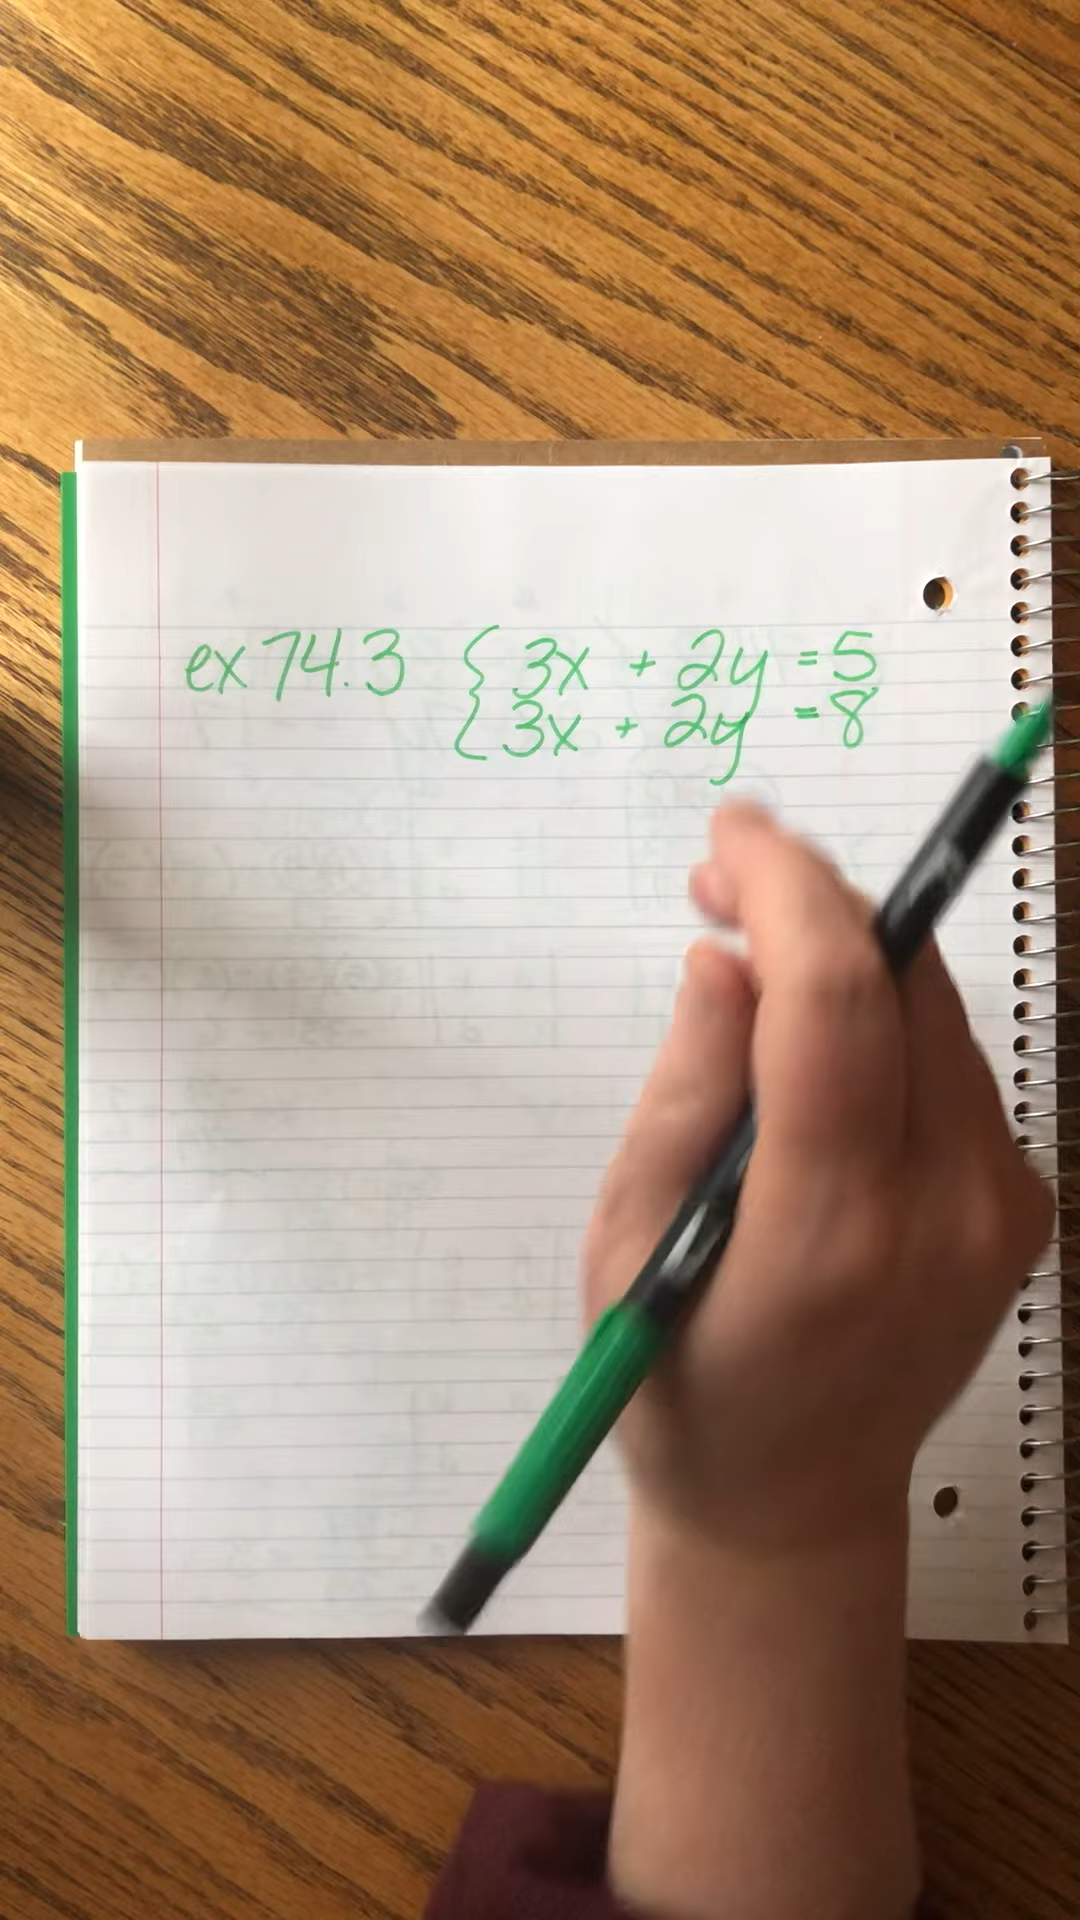 ex 74.3 { 3x + 2y = 5
3x + 2y = 8